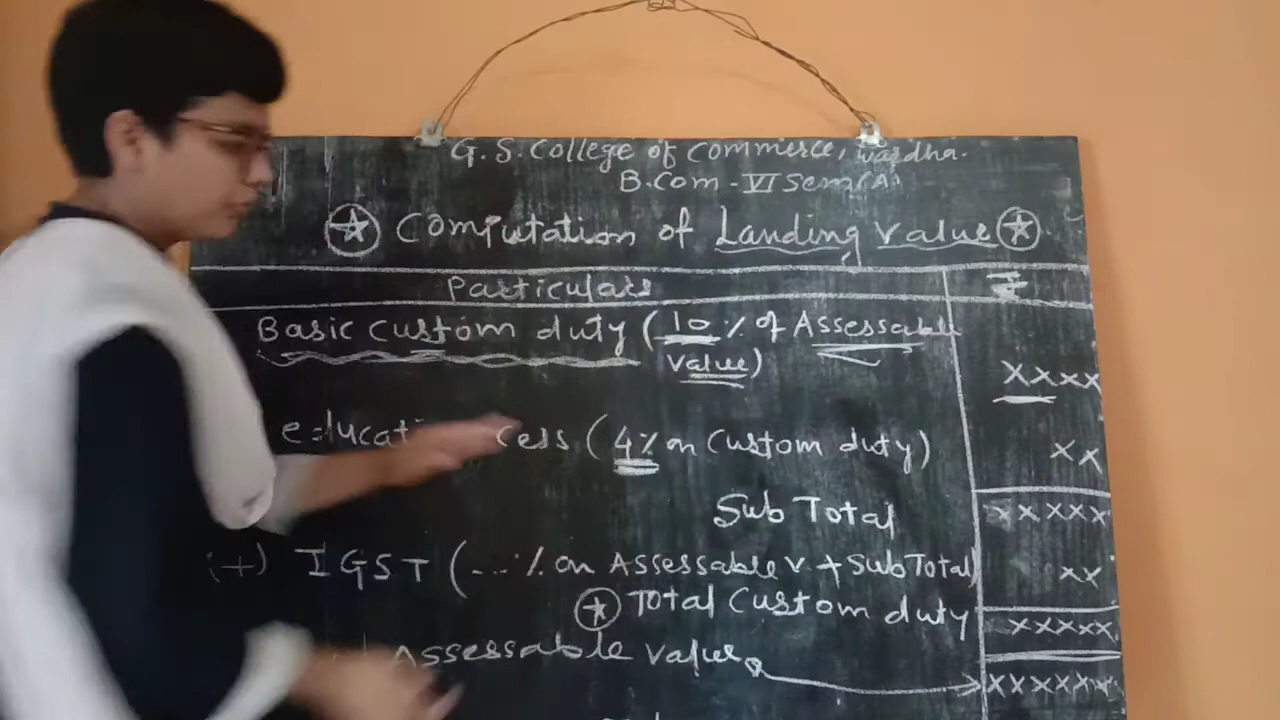 G. S. College of Commerce, Wardha.
B.Com - VI Sem (A)
Computation of Landing Value
Particulars ₹
Basic Custom duty (10% of Assessable
Value) XXXX
cess (4% on Custom duty) XX
Sub Total XXXXX
(+) IGST (...% on Assessable V + Sub Total) XX
Total Custom duty XXXXX
Assessable Value XXXXXX